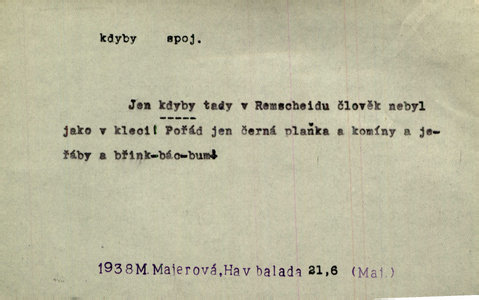 kdyby spoj.
Jen kdyby tady v Remscheidu člověk nebyl
jako v kleci! Pořád jen černá plaňka a komíny a je-
řáby a břink-bác-bum!
1938 M. Majerová, Hav balada 21,6 (Maj.)